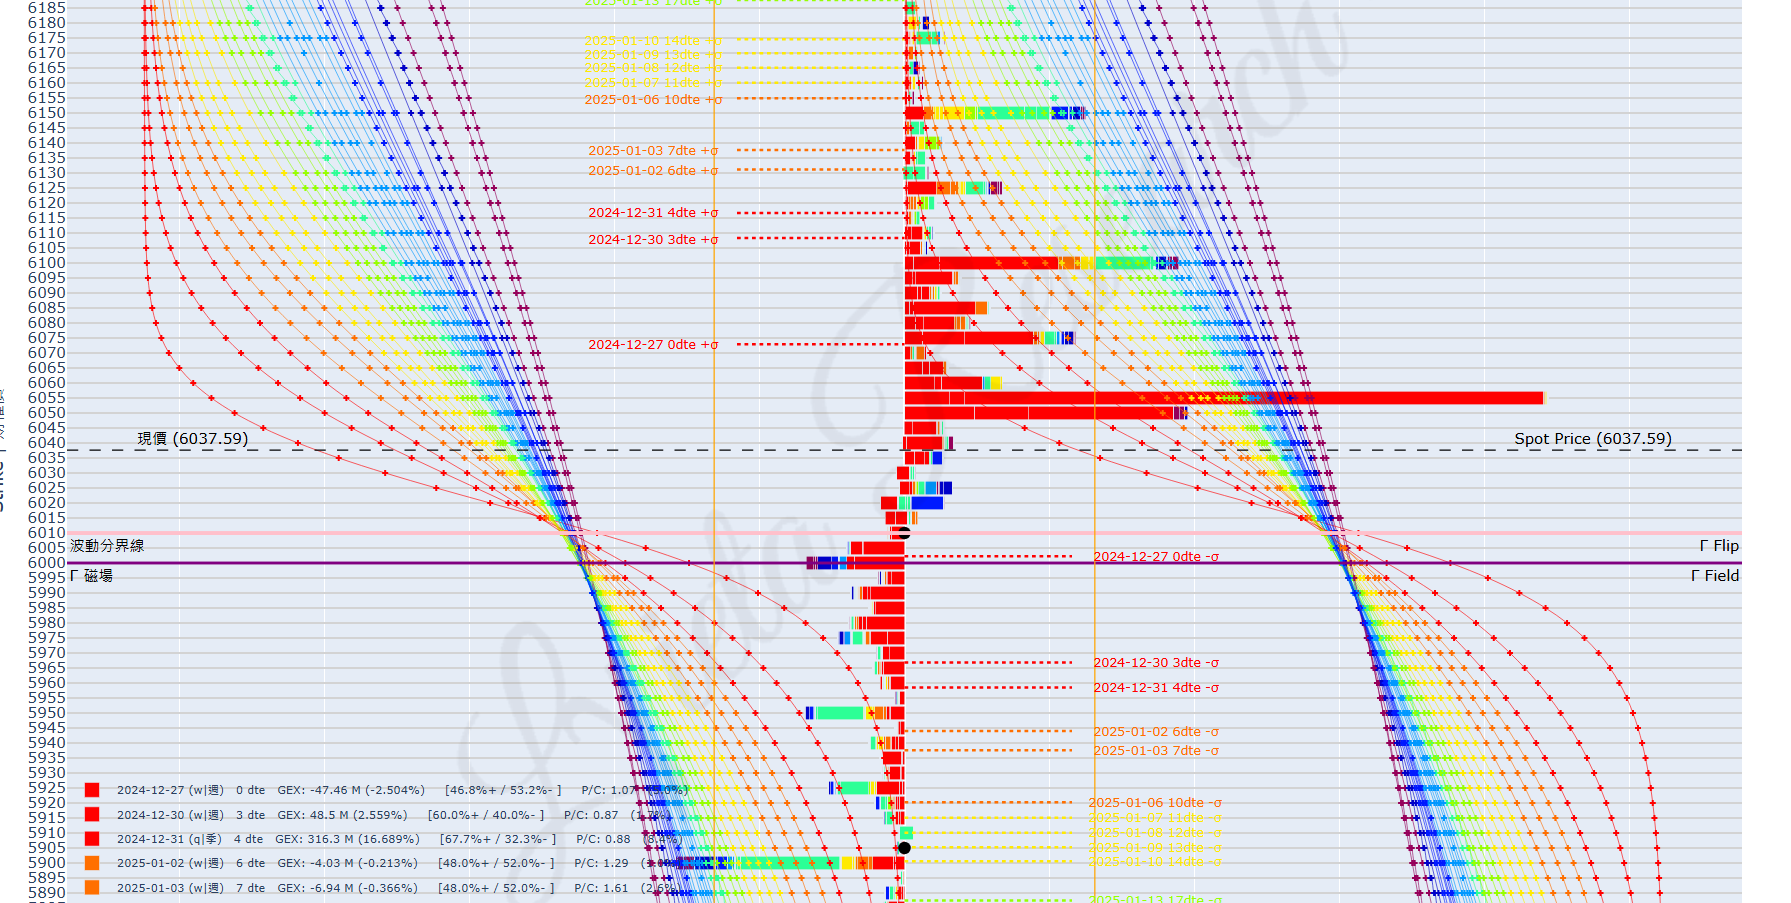 6185
2025-01-13 17dte +σ
6180
6175
2025-01-10 14dte +σ
6170
2025-01-09 13dte +σ
6165
2025-01-08 12dte +σ
6160
2025-01-07 11dte +σ
6155
2025-01-06 10dte +σ
6150
6145
6140
6135
2025-01-03 7dte +σ
6130
2025-01-02 6dte +σ
6125
6120
6115
2024-12-31 4dte +σ
6110
6105
2024-12-30 3dte +σ
6100
6095
6090
6085
6080
6075
2024-12-27 0dte +σ
6070
6065
6060
6055
6050
6045
6040
現價 (6037.59)
Spot Price (6037.59)
6035
6030
6025
6020
6015
6010
6005
波動分界線
Γ Flip
2024-12-27 0dte -σ
6000
5995
Γ 磁場
Γ Field
5990
5985
5980
5975
5970
5965
2024-12-30 3dte -σ
5960
2024-12-31 4dte -σ
5955
5950
5945
2025-01-02 6dte -σ
5940
2025-01-03 7dte -σ
5935
5930
5925
2024-12-27 (w|週) 0 dte GEX: -47.46 M (-2.504%) [46.8%+ / 53.2%- ] P/C: 1.07
5920
2025-01-06 10dte -σ
5915
2024-12-30 (w|週) 3 dte GEX: 48.5 M (2.559%) [60.0%+ / 40.0%- ] P/C: 0.87
2025-01-07 11dte -σ
5910
2024-12-31 (q|季) 4 dte GEX: 316.3 M (16.689%) [67.7%+ / 32.3%- ] P/C: 0.88
2025-01-08 12dte -σ
5905
2025-01-09 13dte -σ
5900
2025-01-02 (w|週) 6 dte GEX: -4.03 M (-0.213%) [48.0%+ / 52.0%- ] P/C: 1.29
2025-01-10 14dte -σ
5895
5890
2025-01-03 (w|週) 7 dte GEX: -6.94 M (-0.366%) [48.0%+ / 52.0%- ] P/C: 1.61
2025-01-13 17dte -σ